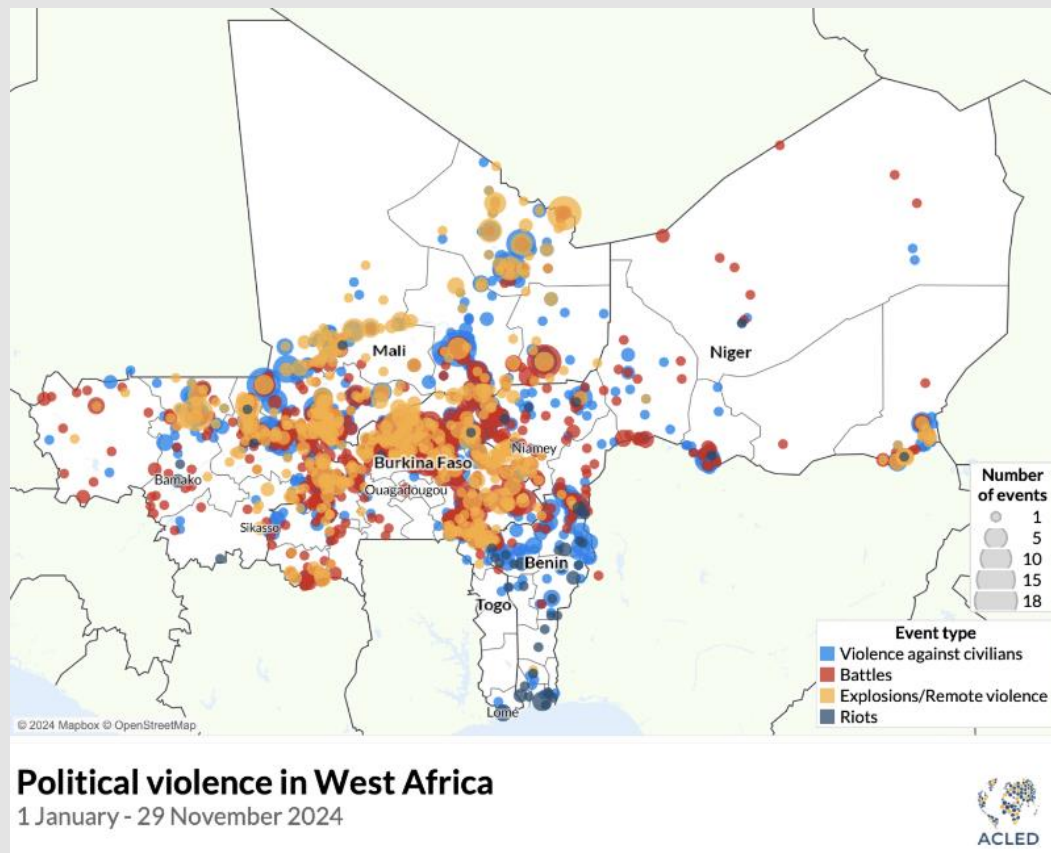 Mali
Niger
Niamey
Burkina Faso
Bamako
Ouagadougou
Sikasso
Benin
Togo
Lomé
Number
of events
1
5
10
15
18
Event type
Violence against civilians
Battles
Explosions/Remote violence
Riots
© 2024 Mapbox © OpenStreetMap
Political violence in West Africa
1 January - 29 November 2024
ACLED